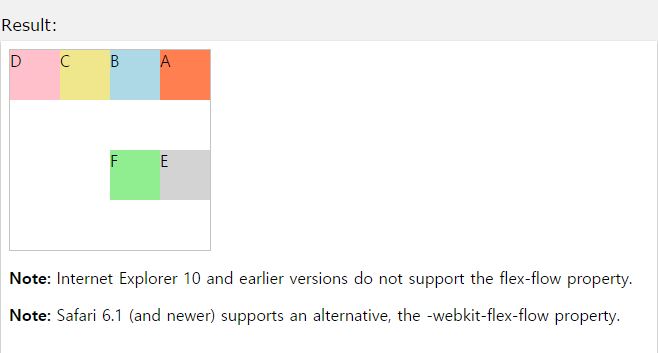 Result:
D C B A
F E
Note: Internet Explorer 10 and earlier versions do not support the flex-flow property.
Note: Safari 6.1 (and newer) supports an alternative, the -webkit-flex-flow property.